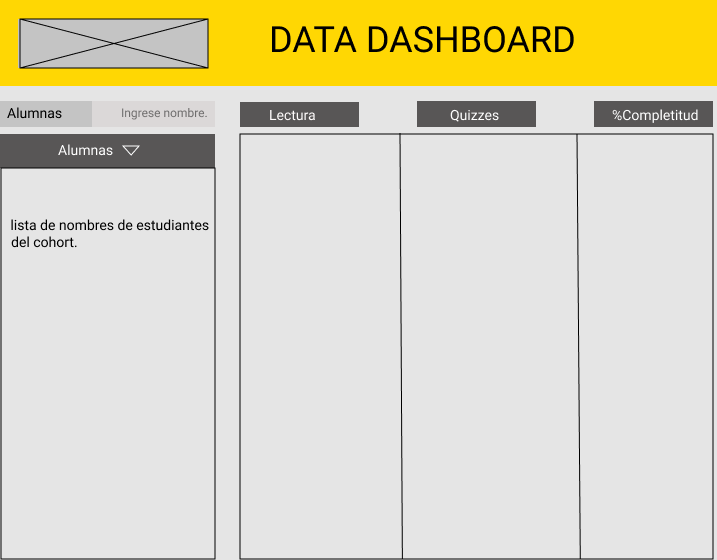 DATA DASHBOARD
Alumnas
Ingrese nombre.
Lectura
Quizzes
%Completitud
Alumnas
lista de nombres de estudiantes
del cohort.